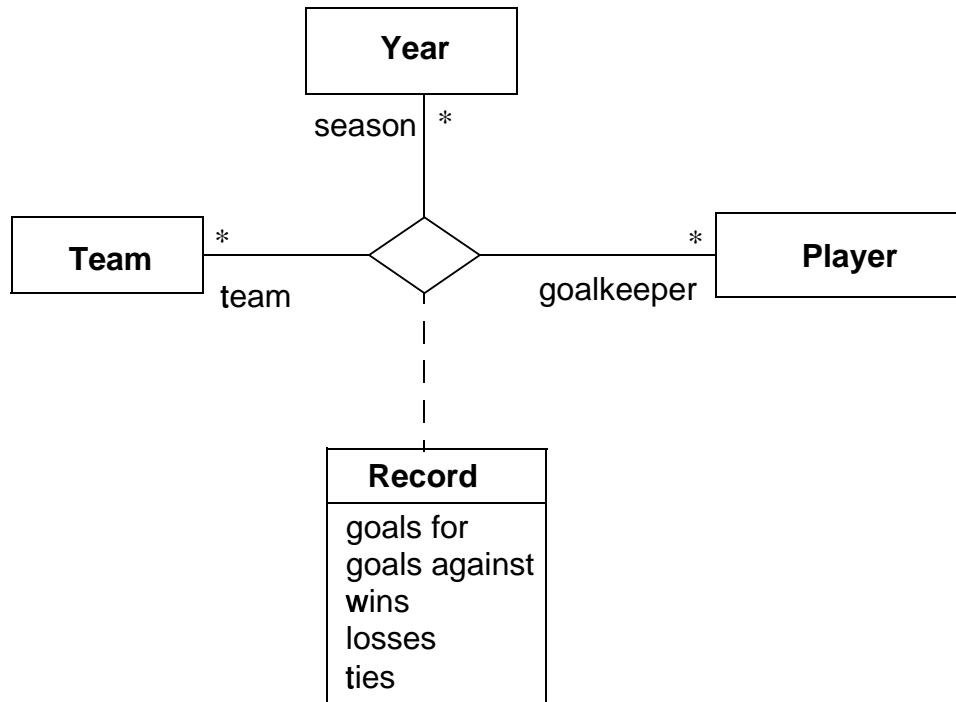 Year
season *
Team
*
team
*
goalkeeper
Player
Record
goals for
goals against
wins
losses
ties